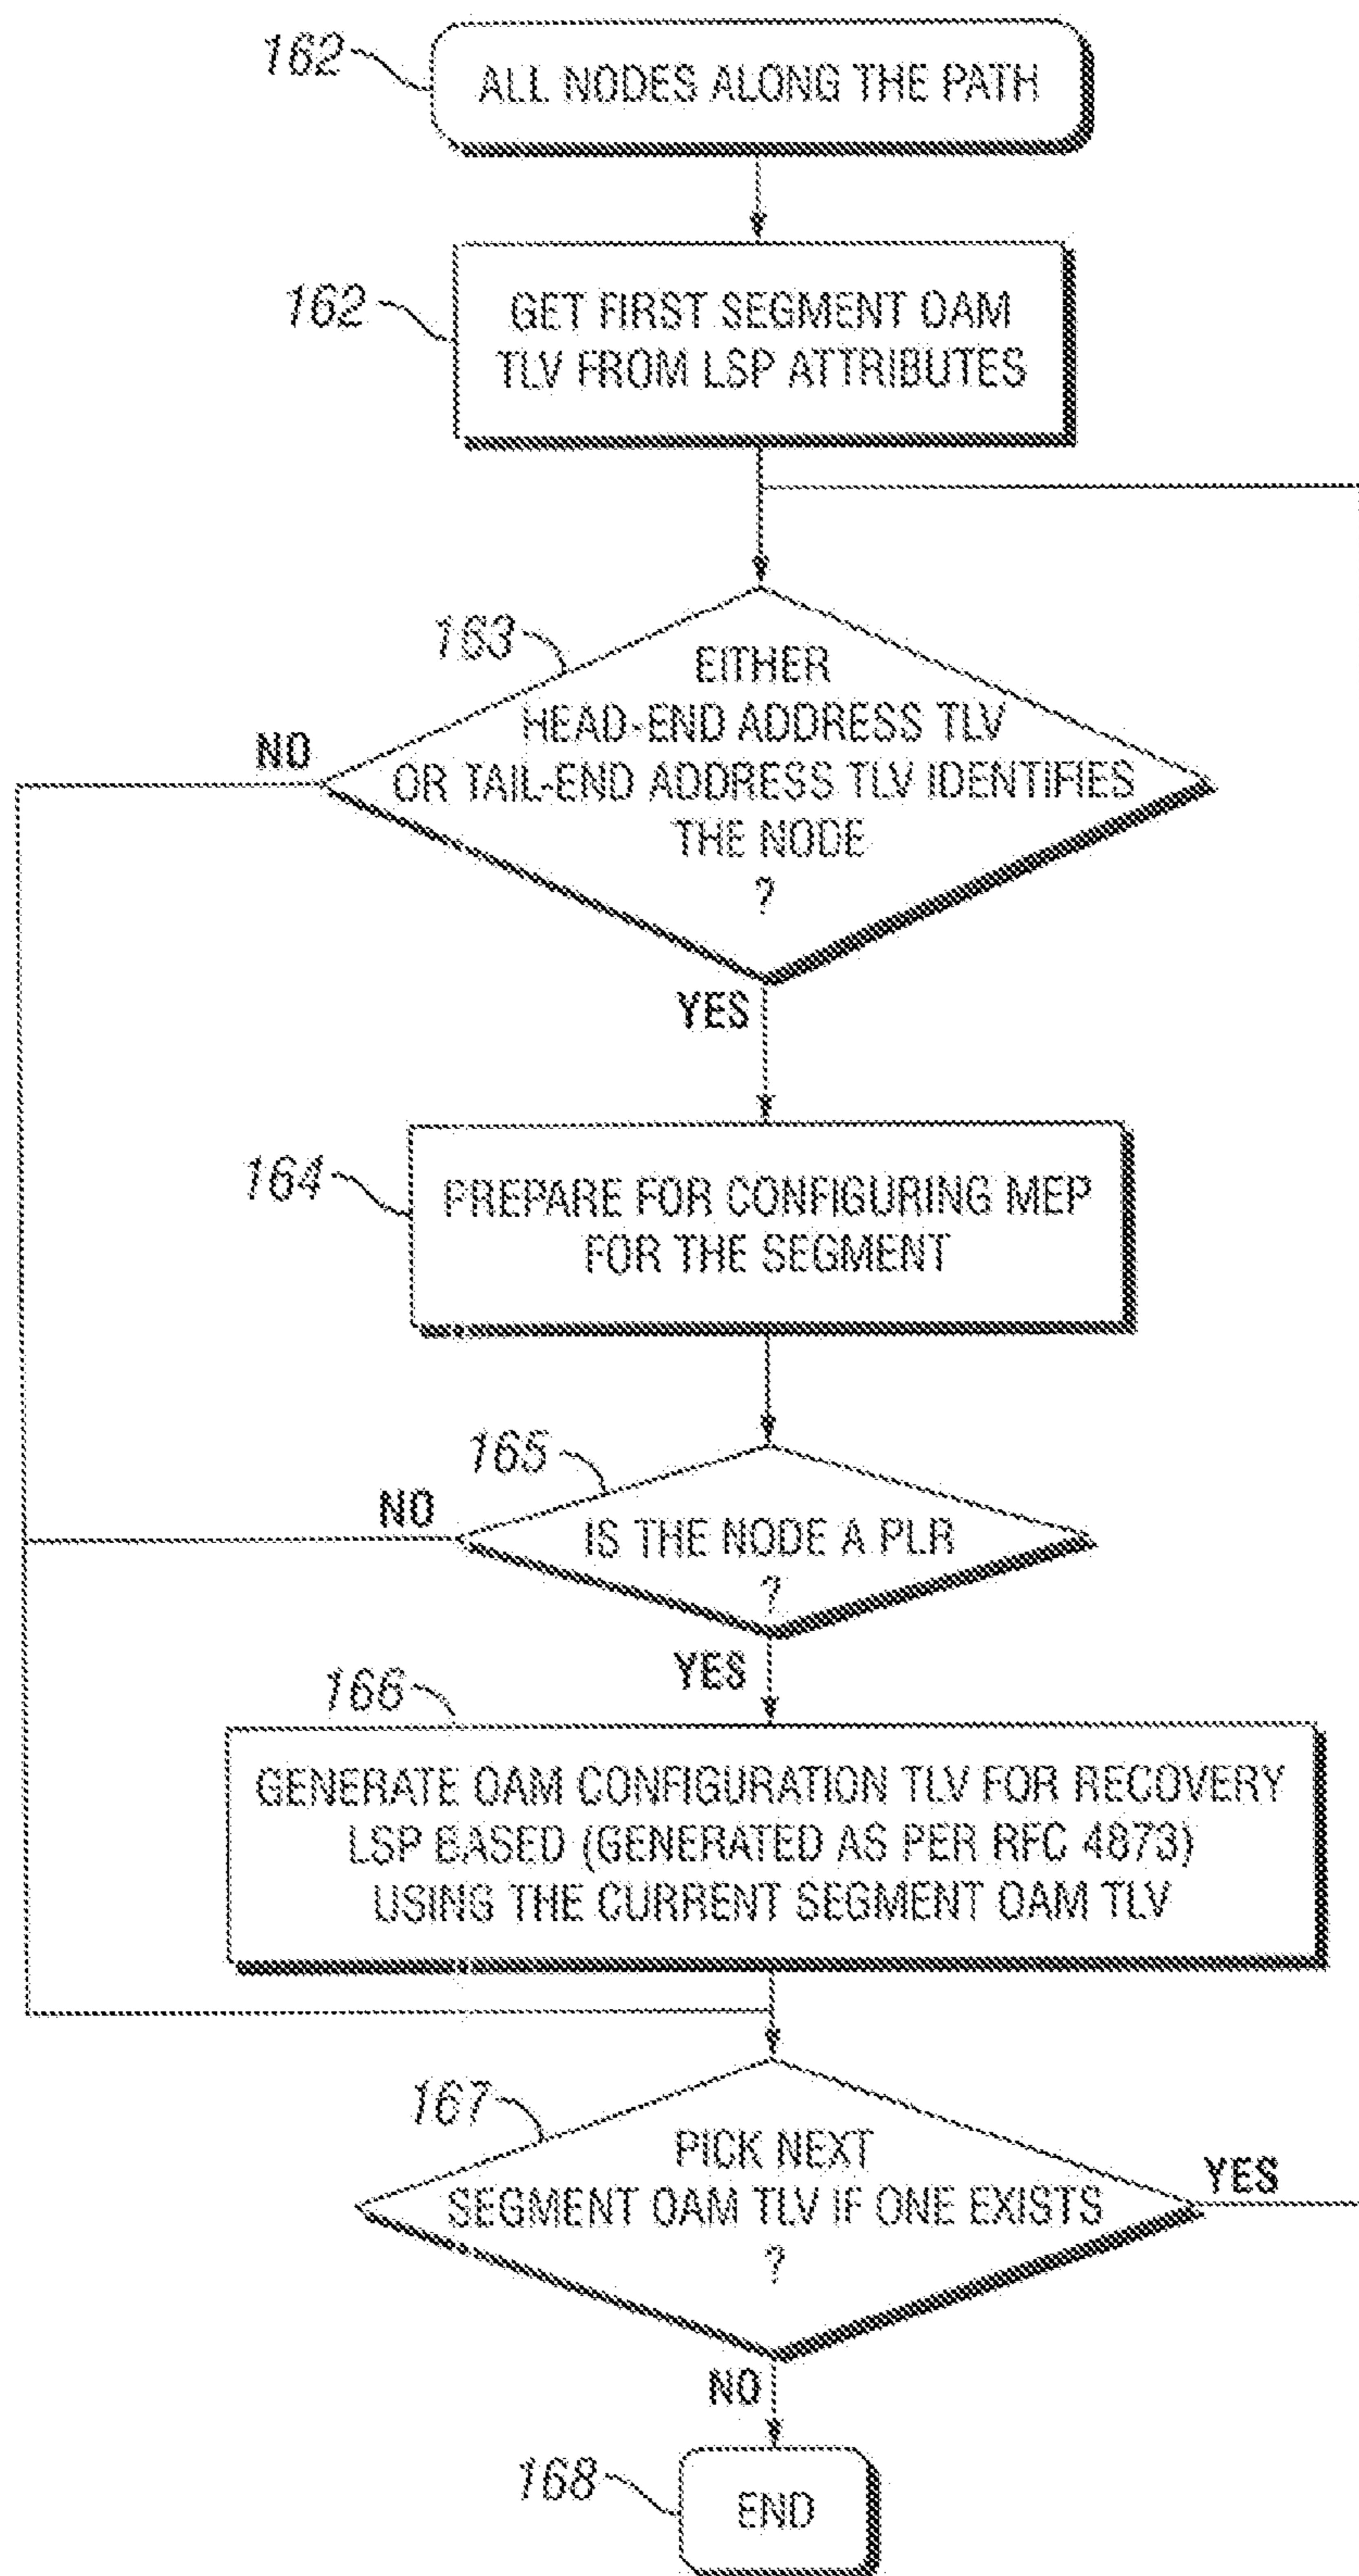 162
ALL NODES ALONG THE PATH
162
GET FIRST SEGMENT OAM
TLV FROM LSP ATTRIBUTES
163
EITHER
HEAD-END ADDRESS TLV
OR TAIL-END ADDRESS TLV IDENTIFIES
THE NODE
?
NO
YES
164
PREPARE FOR CONFIGURING MEP
FOR THE SEGMENT
165
NO
IS THE NODE A PLR
?
YES
166
GENERATE OAM CONFIGURATION TLV FOR RECOVERY
LSP BASED (GENERATED AS PER RFC 4873)
USING THE CURRENT SEGMENT OAM TLV
167
PICK NEXT
SEGMENT OAM TLV IF ONE EXISTS
?
YES
NO
168
END